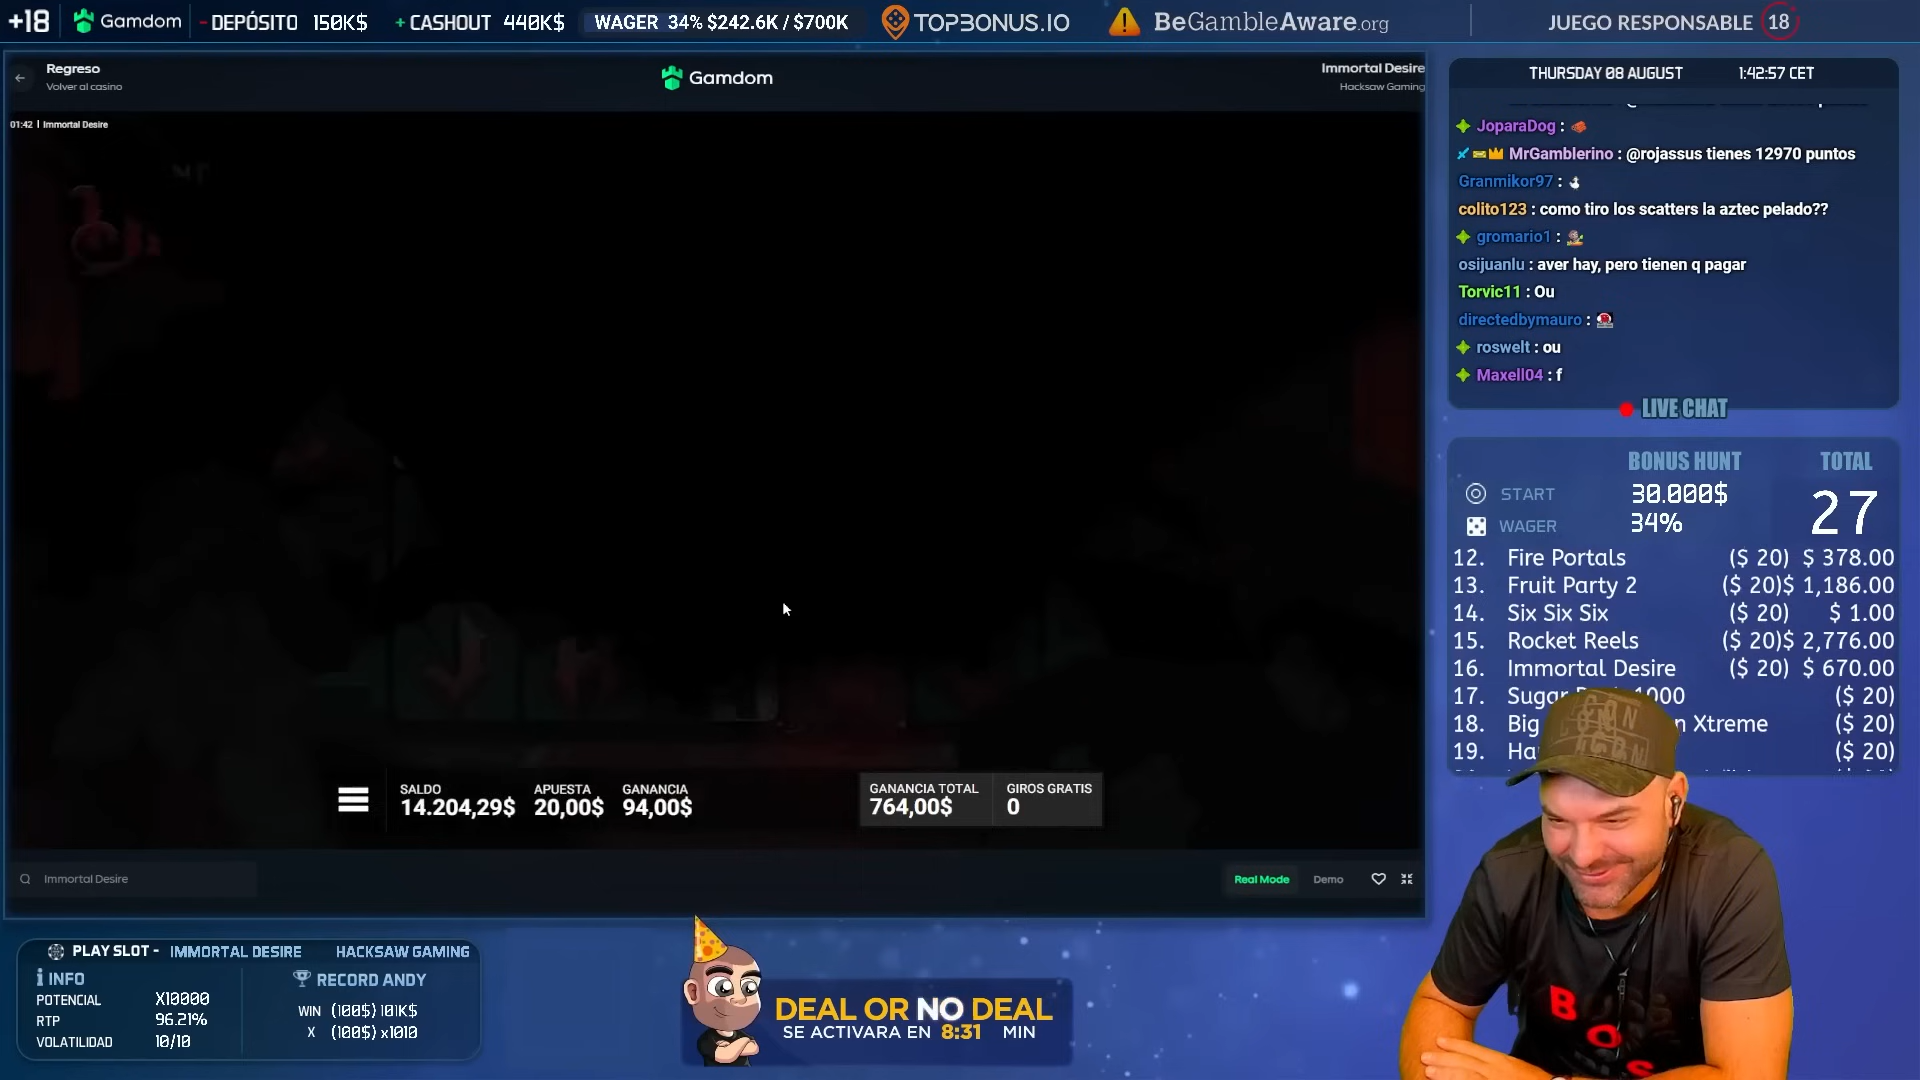 +18 Gamdom - DEPÓSITO 150K$ + CASHOUT 440K$ WAGER 34% $242.6K / $700K TOPBONUS.IO BeGambleAware.org JUEGO RESPONSABLE 18
Regreso
Volver al casino
Gamdom
Immortal Desire
Hacksaw Gaming
01:42 | Immortal Desire
SALDO
14.204,29$
APUESTA
20,00$
GANANCIA
94,00$
GANANCIA TOTAL
764,00$
GIROS GRATIS
0
Immortal Desire
Real Mode Demo
THURSDAY 08 AUGUST 1:42:57 CET
JoparaDog :
MrGamblerino : @rojassus tienes 12970 puntos
Granmikor97 :
colito123 : como tiro los scatters la aztec pelado??
gromario1 :
osijuanlu : aver hay, pero tienen q pagar
Torvic11 : Ou
directedbymauro :
roswelt : ou
Maxell04 : f
LIVE CHAT
BONUS HUNT TOTAL
START 30.000$ 27
WAGER 34%
12. Fire Portals ($ 20) $ 378.00
13. Fruit Party 2 ($ 20)$ 1,186.00
14. Six Six Six ($ 20) $ 1.00
15. Rocket Reels ($ 20)$ 2,776.00
16. Immortal Desire ($ 20) $ 670.00
17. Sugar 1000 ($ 20)
18. Big Xtreme ($ 20)
19. ($ 20)
PLAY SLOT - IMMORTAL DESIRE HACKSAW GAMING
INFO
POTENCIAL X10000
RTP 96.21%
VOLATILIDAD 10/10
RECORD ANDY
WIN (100$) 101K$
X (100$) x1010
DEAL OR NO DEAL
SE ACTIVARA EN 8:31 MIN
BOS